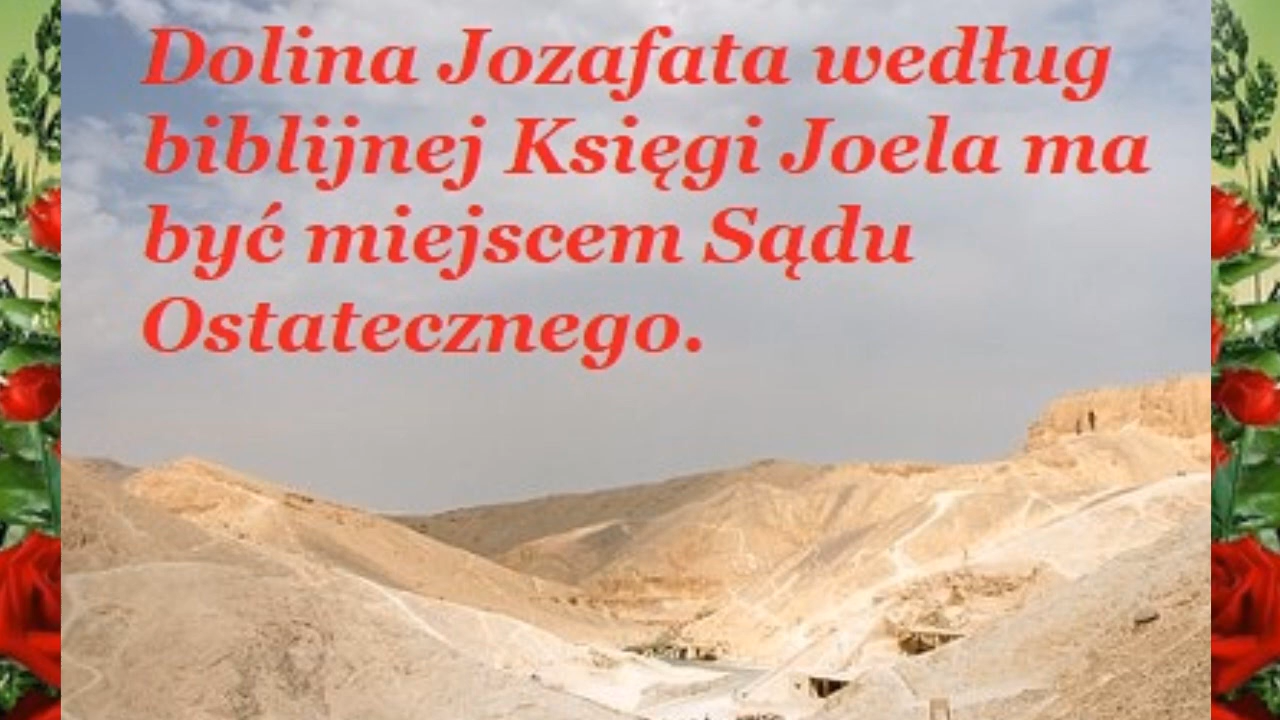 Dolina Jozafata według
biblijnej Księgi Joela ma
być miejscem Sądu
Ostatecznego.